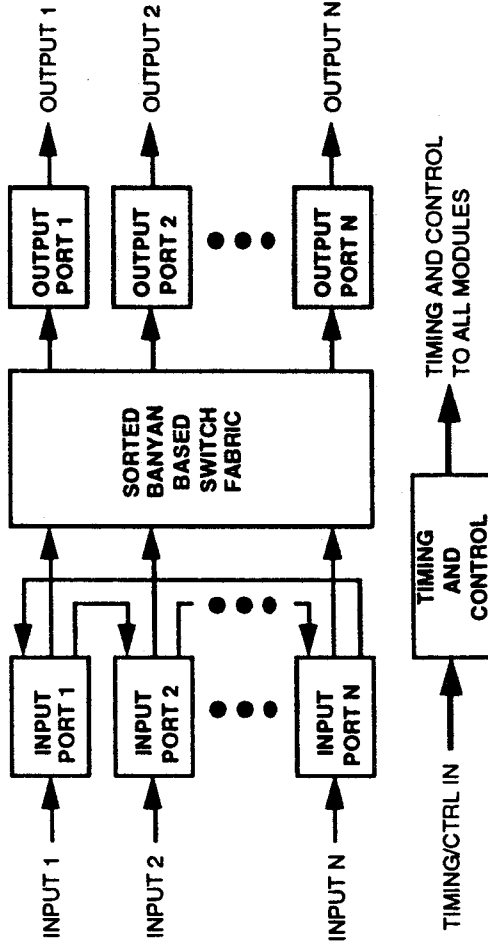 INPUT 1
INPUT
PORT 1
INPUT 2
INPUT
PORT 2
INPUT N
INPUT
PORT N
SORTED
BANYAN
BASED
SWITCH
FABRIC
OUTPUT
PORT 1
OUTPUT 1
OUTPUT
PORT 2
OUTPUT 2
OUTPUT
PORT N
OUTPUT N
TIMING/CTRL IN
TIMING
AND
CONTROL
TIMING AND CONTROL
TO ALL MODULES